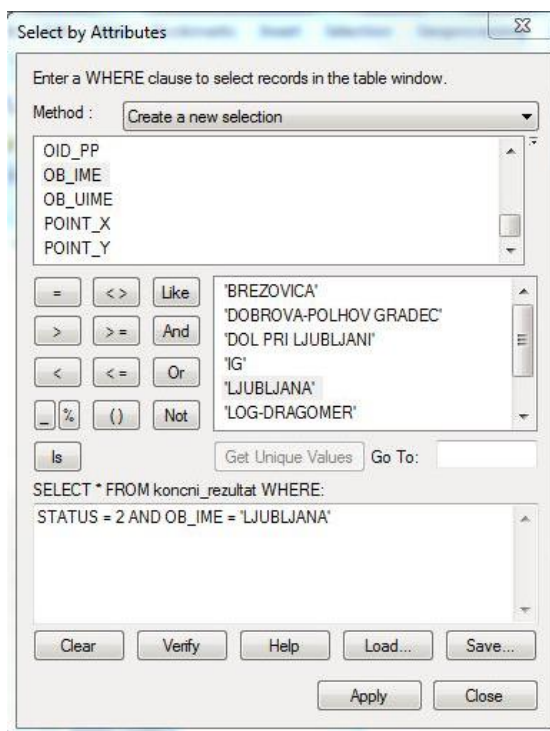 Select by Attributes
Enter a WHERE clause to select records in the table window.
Method : Create a new selection
OID_PP
OB_IME
OB_UIME
POINT_X
POINT_Y
= <> Like
> >= And
< <= Or
_ % () Not
Is
'BREZOVICA'
'DOBROVA-POLHOV GRADEC'
'DOL PRI LJUBLJANI'
'IG'
'LJUBLJANA'
'LOG-DRAGOMER'
Get Unique Values Go To:
SELECT * FROM koncni_rezultat WHERE:
STATUS = 2 AND OB_IME = 'LJUBLJANA'
Clear Verify Help Load... Save...
Apply Close